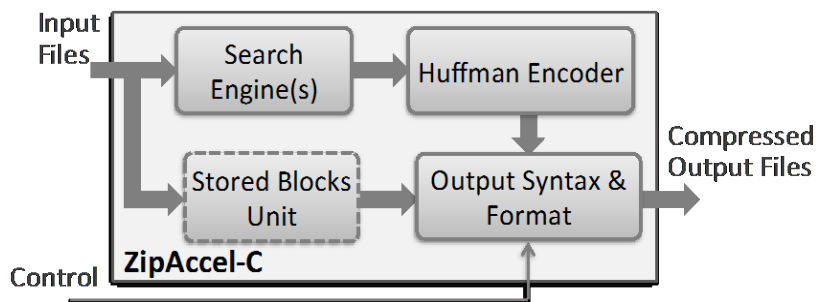 Input
Files
Search
Engine(s)
Huffman Encoder
Compressed
Output Files
Stored Blocks
Unit
Output Syntax &
Format
ZipAccel-C
Control